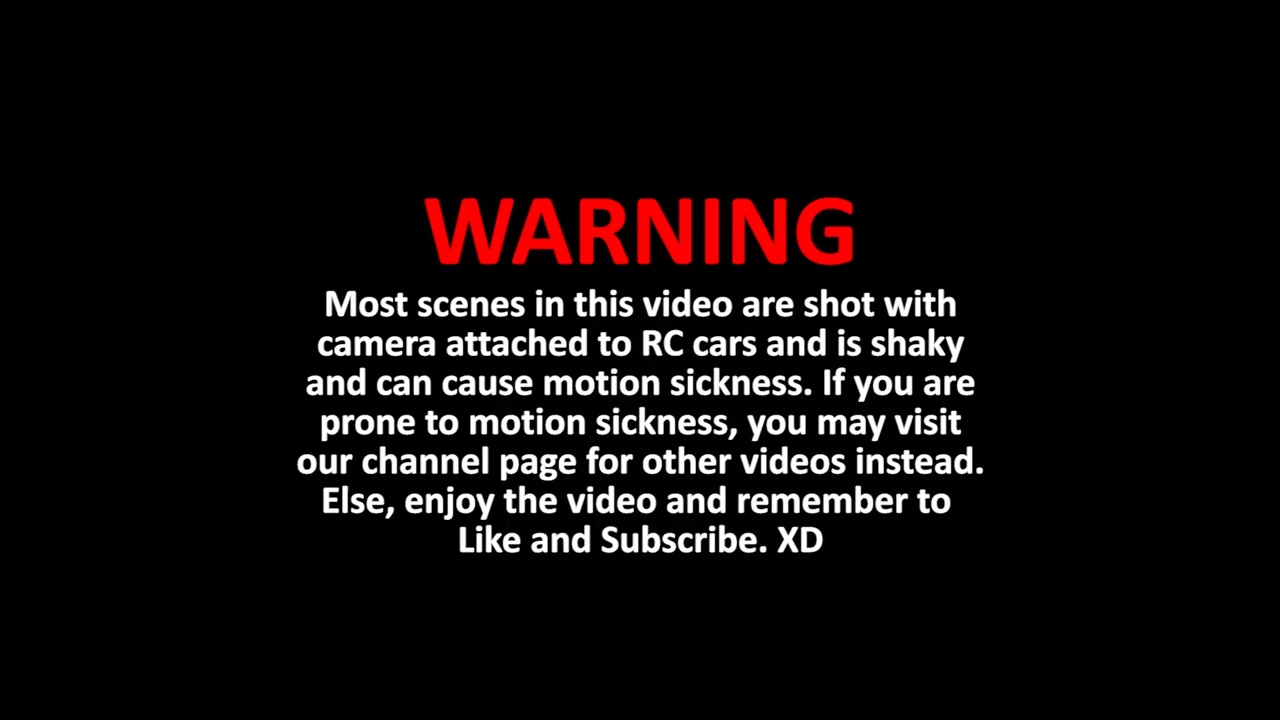 WARNING
Most scenes in this video are shot with
camera attached to RC cars and is shaky
and can cause motion sickness. If you are
prone to motion sickness, you may visit
our channel page for other videos instead.
Else, enjoy the video and remember to
Like and Subscribe. XD